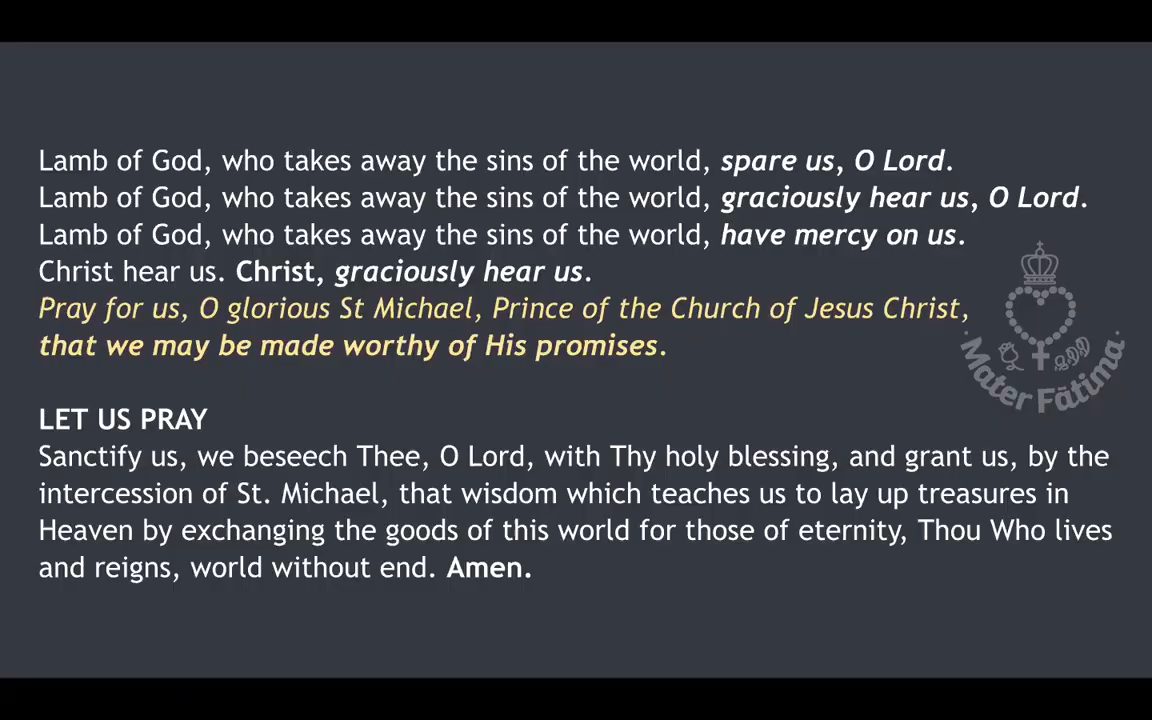 Lamb of God, who takes away the sins of the world, spare us, O Lord.
Lamb of God, who takes away the sins of the world, graciously hear us, O Lord.
Lamb of God, who takes away the sins of the world, have mercy on us.
Christ hear us. Christ, graciously hear us.
Pray for us, O glorious St Michael, Prince of the Church of Jesus Christ,
that we may be made worthy of His promises.
Mater Fātima
LET US PRAY
Sanctify us, we beseech Thee, O Lord, with Thy holy blessing, and grant us, by the
intercession of St. Michael, that wisdom which teaches us to lay up treasures in
Heaven by exchanging the goods of this world for those of eternity, Thou Who lives
and reigns, world without end. Amen.